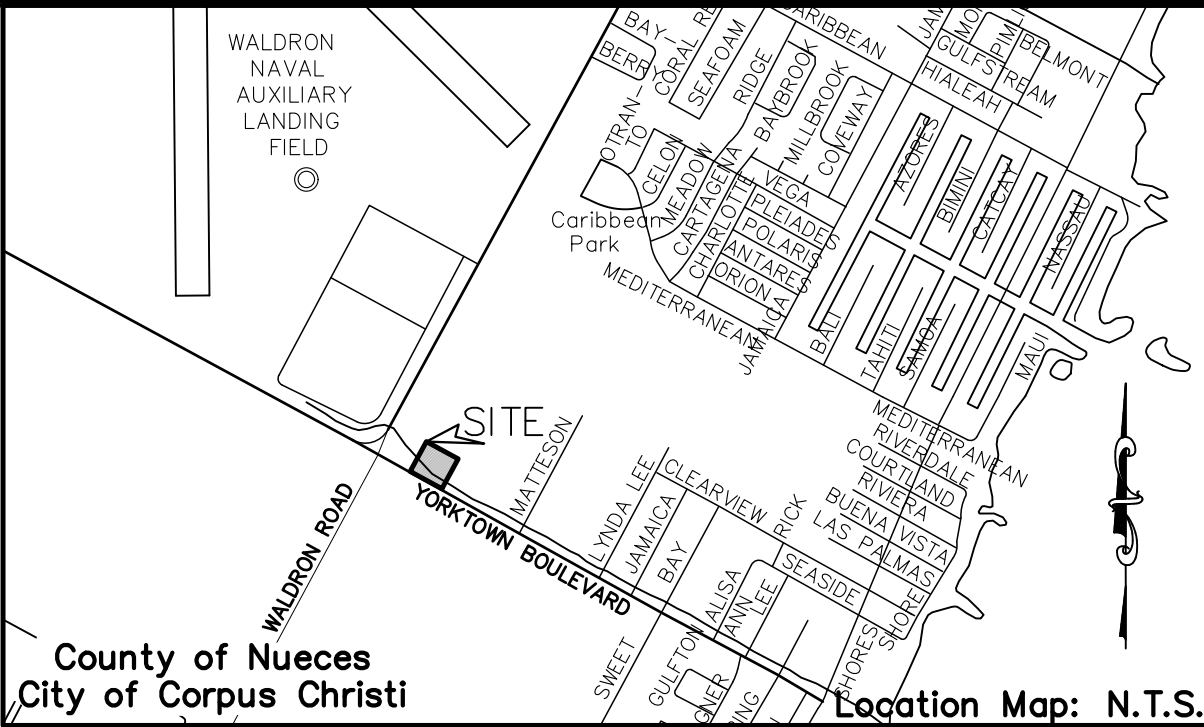 WALDRON
NAVAL
AUXILIARY
LANDING
FIELD
BAY-
BERRY
CORAL RE
SEAFOAM
RIDGE
CARIBBEAN
BAYBROOK
MILLBROOK
COVEWAY
GULFSTREAM
BELMONT
HIALEAH
OTRAN-
TO
CELON
MEADOW
CARTAGENA
CHARLOTTE
VEGA
PLEIADES
POLARIS
ANTARES
ORION
Caribbean
Park
MEDITERRANEAN
JAMAICA
AZORES
BIMINI
CATCAY
NASSAU
BALI
TAHITI
SAMOA
MAUI
SITE
MATTESON
YORKTOWN BOULEVARD
WALDRON ROAD
LYNDA LEE
JAMAICA
BAY
CLEARVIEW
RICK
MEDITERRANEAN
RIVERDALE
COURTLAND
RIVIERA
BUENA VISTA
LAS PALMAS
SEASIDE
SHORE
SHORES
ALISA
ANN
LEE
SWEET
GULFTON
GNER
ING
County of Nueces
City of Corpus Christi
Location Map: N.T.S.